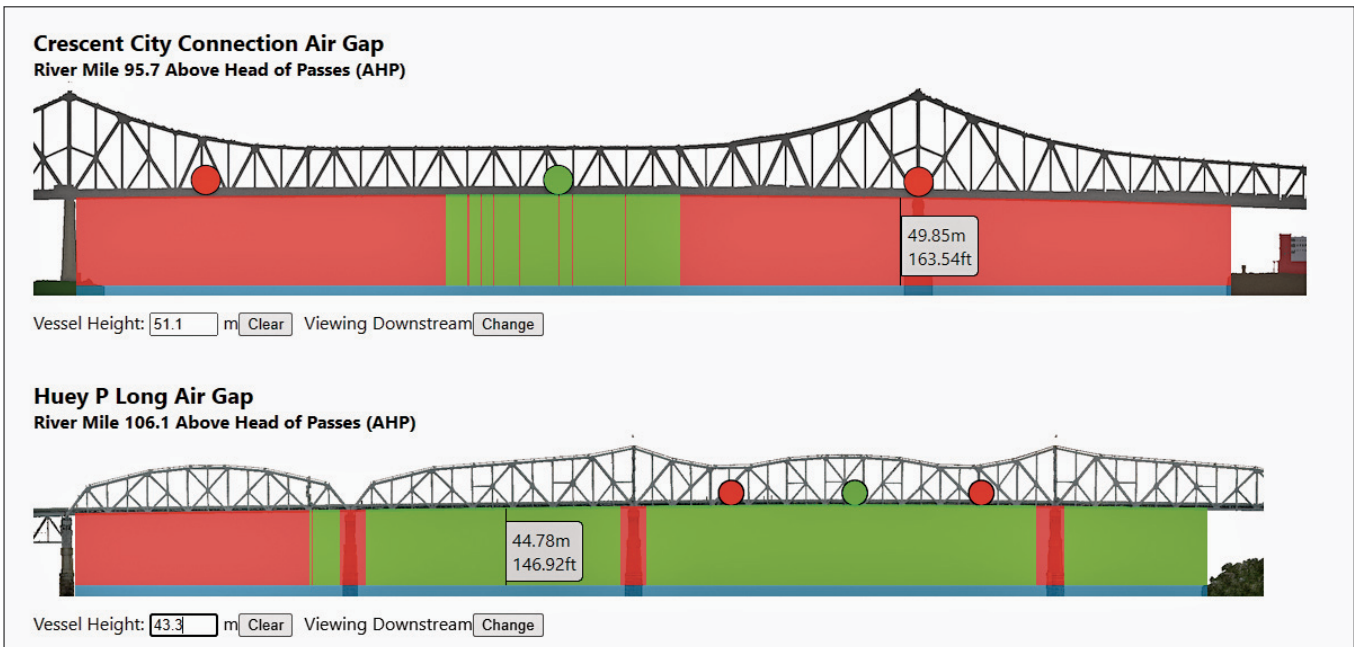 Crescent City Connection Air Gap
River Mile 95.7 Above Head of Passes (AHP)
49.85m
163.54ft
Vessel Height: 51.1 m Clear Viewing Downstream Change
Huey P Long Air Gap
River Mile 106.1 Above Head of Passes (AHP)
44.78m
146.92ft
Vessel Height: 43.3 m Clear Viewing Downstream Change